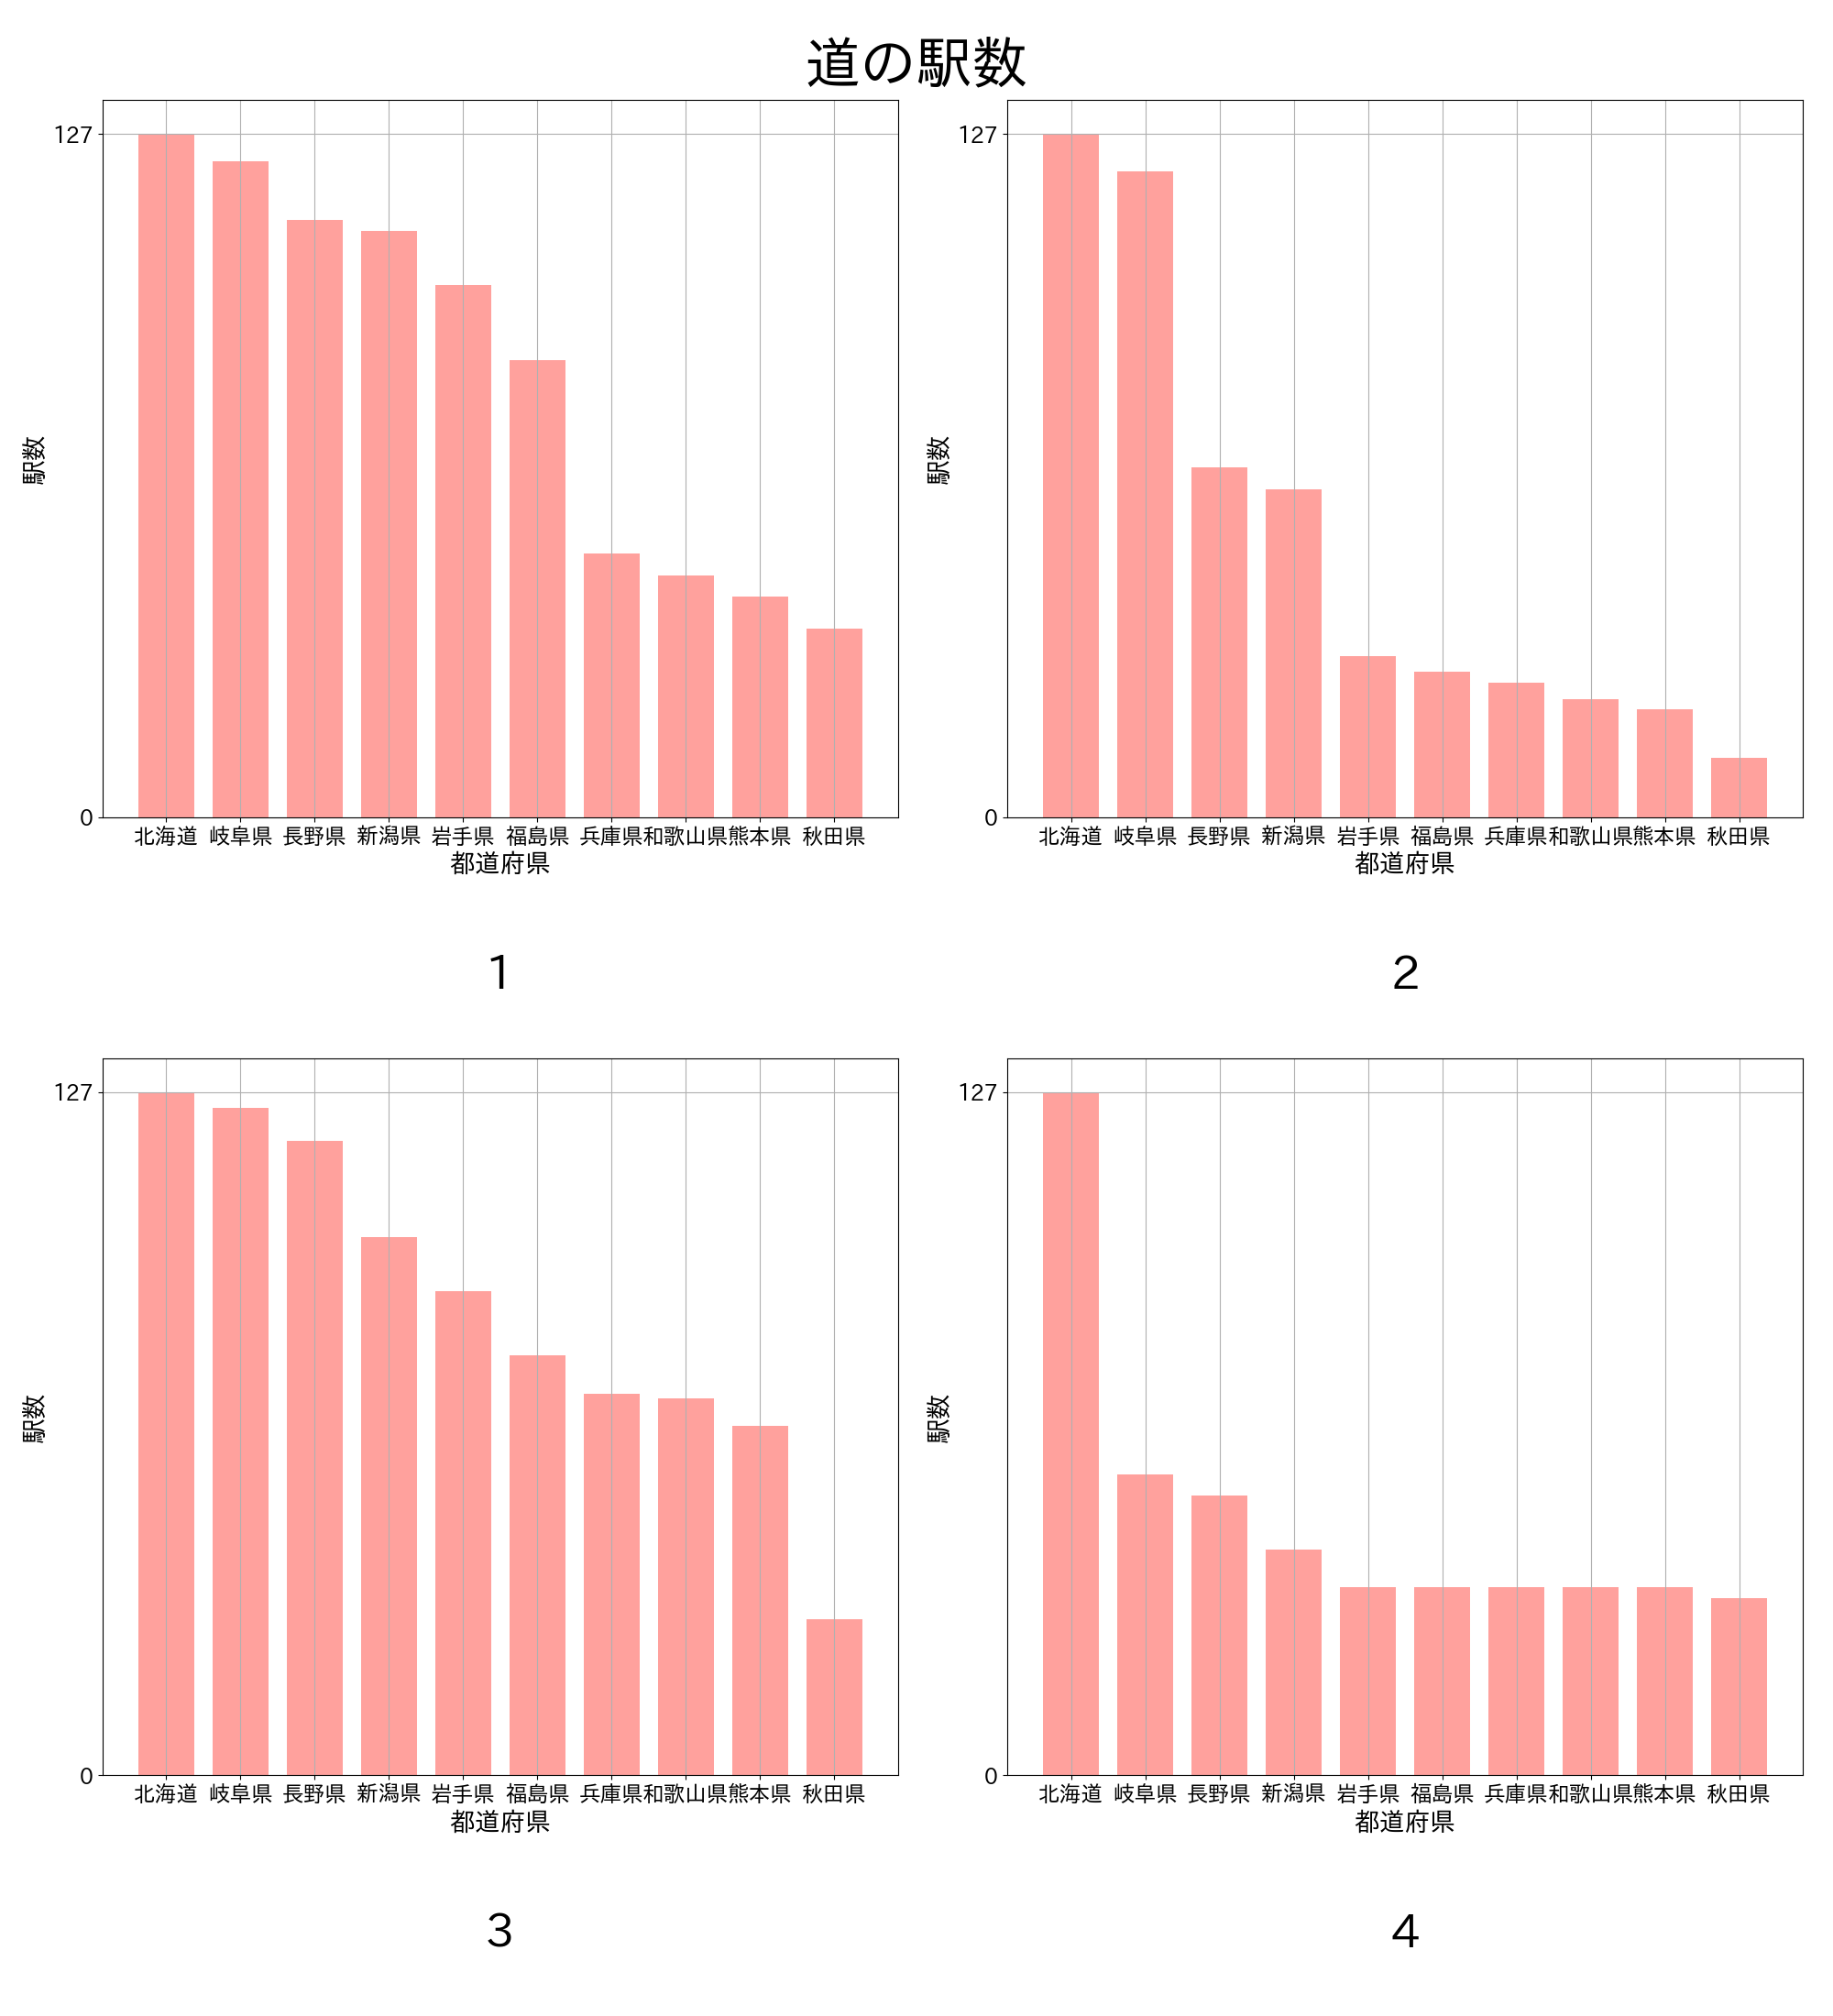 道の駅数
127
0
駅数
北海道 岐阜県 長野県 新潟県 岩手県 福島県 兵庫県 和歌山県 熊本県 秋田県
都道府県
1
127
0
駅数
北海道 岐阜県 長野県 新潟県 岩手県 福島県 兵庫県 和歌山県 熊本県 秋田県
都道府県
2
127
0
駅数
北海道 岐阜県 長野県 新潟県 岩手県 福島県 兵庫県 和歌山県 熊本県 秋田県
都道府県
3
127
0
駅数
北海道 岐阜県 長野県 新潟県 岩手県 福島県 兵庫県 和歌山県 熊本県 秋田県
都道府県
4